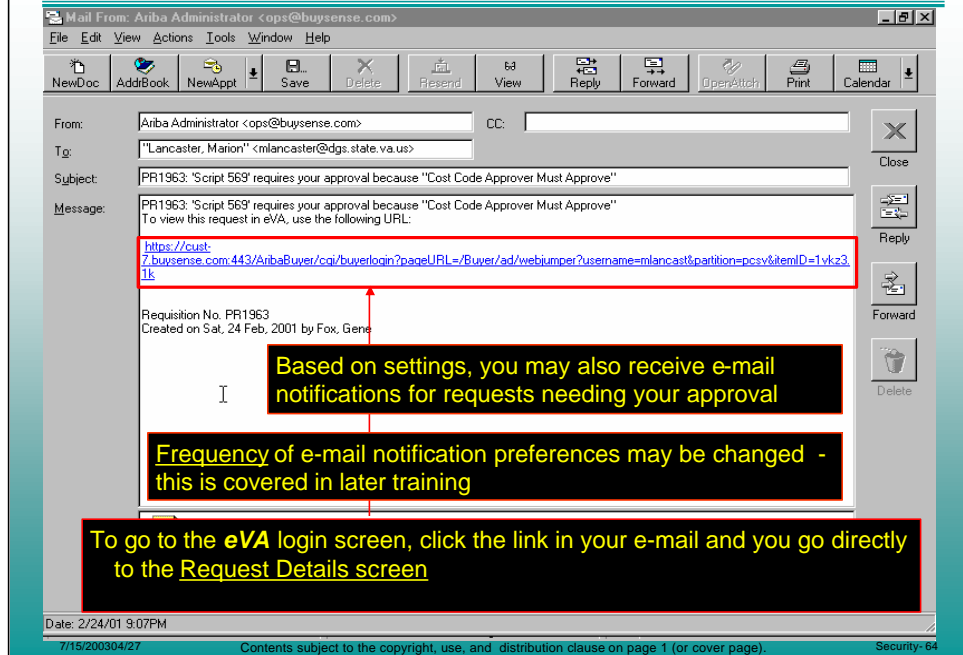 Mail From: Ariba Administrator <ops@buysense.com>
File Edit View Actions Tools Window Help
NewDoc AddrBook NewAppt Save Delete Resend View Reply Forward OpenAttch Print Calendar
From: Ariba Administrator <ops@buysense.com> CC:
To: "Lancaster, Marion" <mlancaster@dgs.state.va.us>
Close
Subject: PR1963: 'Script 569' requires your approval because "Cost Code Approver Must Approve"
Message: PR1963: 'Script 569' requires your approval because "Cost Code Approver Must Approve"
To view this request in eVA, use the following URL:
Reply
https://cust-
7.buysense.com:443/AribaBuyer/cgi/buyerlogin?pageURL=/Buyer/ad/webjumper?username=mlancast&partition=pcsv&itemID=1vkz3.
1k
Requisition No. PR1963
Forward
Created on Sat, 24 Feb, 2001 by Fox, Gene
Based on settings, you may also receive e-mail
notifications for requests needing your approval
Delete
Frequency of e-mail notification preferences may be changed -
this is covered in later training
To go to the eVA login screen, click the link in your e-mail and you go directly
to the Request Details screen
Date: 2/24/01 9:07PM
7/15/200304/27 Contents subject to the copyright, use, and distribution clause on page 1 (or cover page). Security- 64